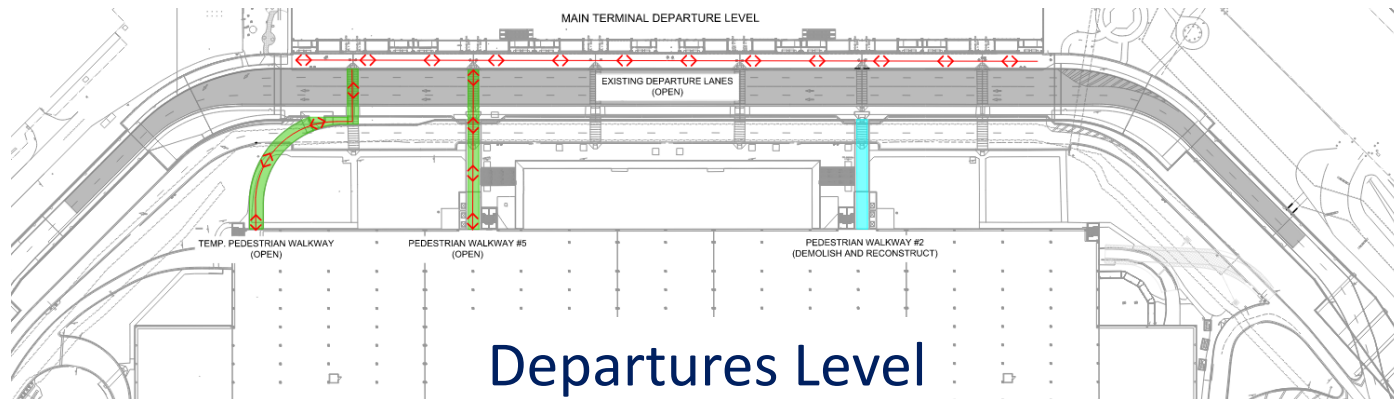 MAIN TERMINAL DEPARTURE LEVEL
EXISTING DEPARTURE LANES
(OPEN)
TEMP. PEDESTRIAN WALKWAY
(OPEN)
PEDESTRIAN WALKWAY #5
(OPEN)
PEDESTRIAN WALKWAY #2
(DEMOLISH AND RECONSTRUCT)
Departures Level